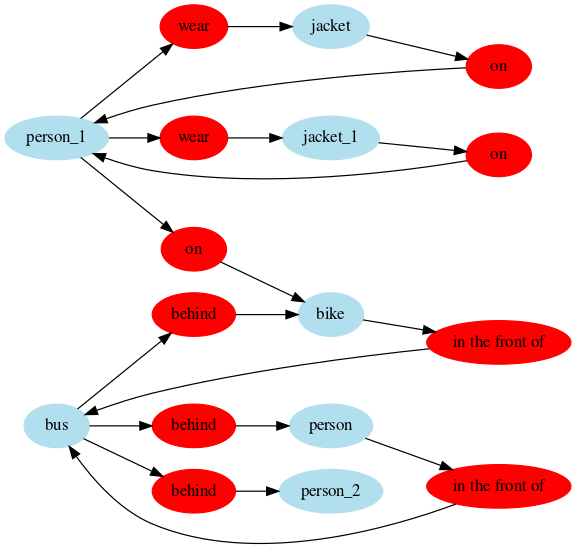 wear
jacket
on
person_1
wear
jacket_1
on
on
behind
bike
in the front of
bus
behind
person
behind
person_2
in the front of